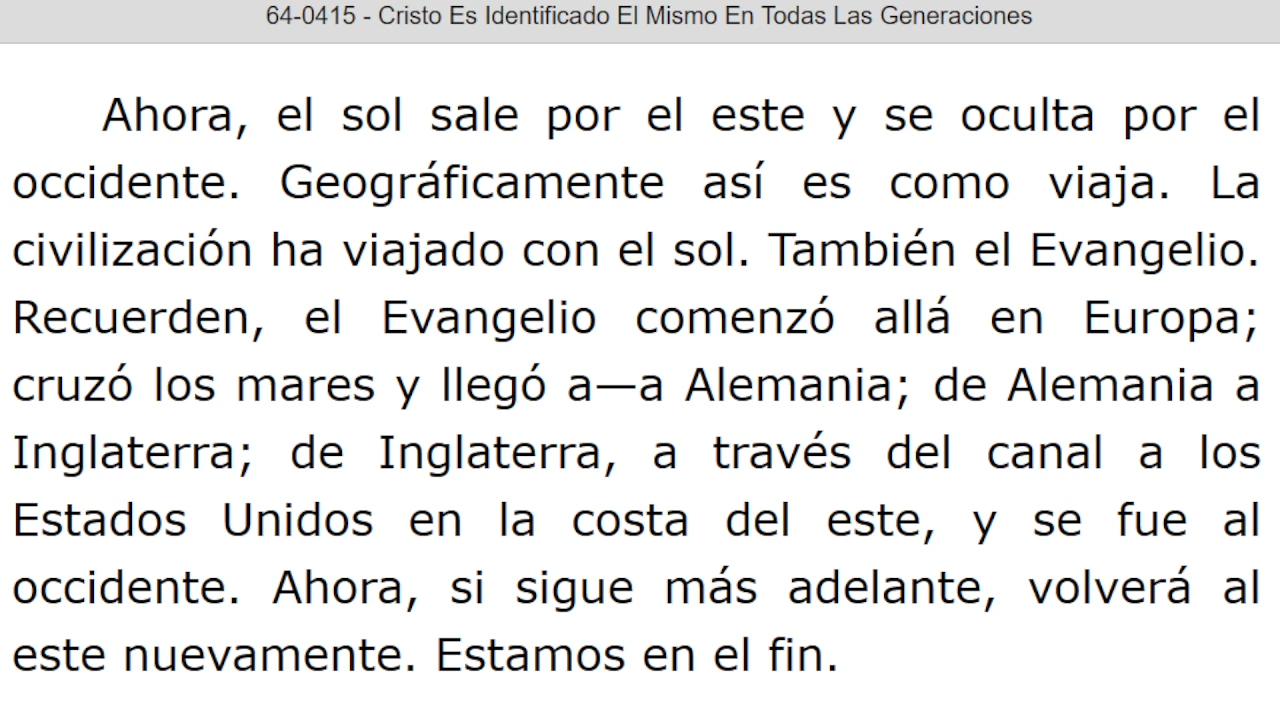 64-0415 - Cristo Es Identificado El Mismo En Todas Las Generaciones
Ahora, el sol sale por el este y se oculta por el
occidente. Geográficamente así es como viaja. La
civilización ha viajado con el sol. También el Evangelio.
Recuerden, el Evangelio comenzó allá en Europa;
cruzó los mares y llegó a—a Alemania; de Alemania a
Inglaterra; de Inglaterra, a través del canal a los
Estados Unidos en la costa del este, y se fue al
occidente. Ahora, si sigue más adelante, volverá al
este nuevamente. Estamos en el fin.